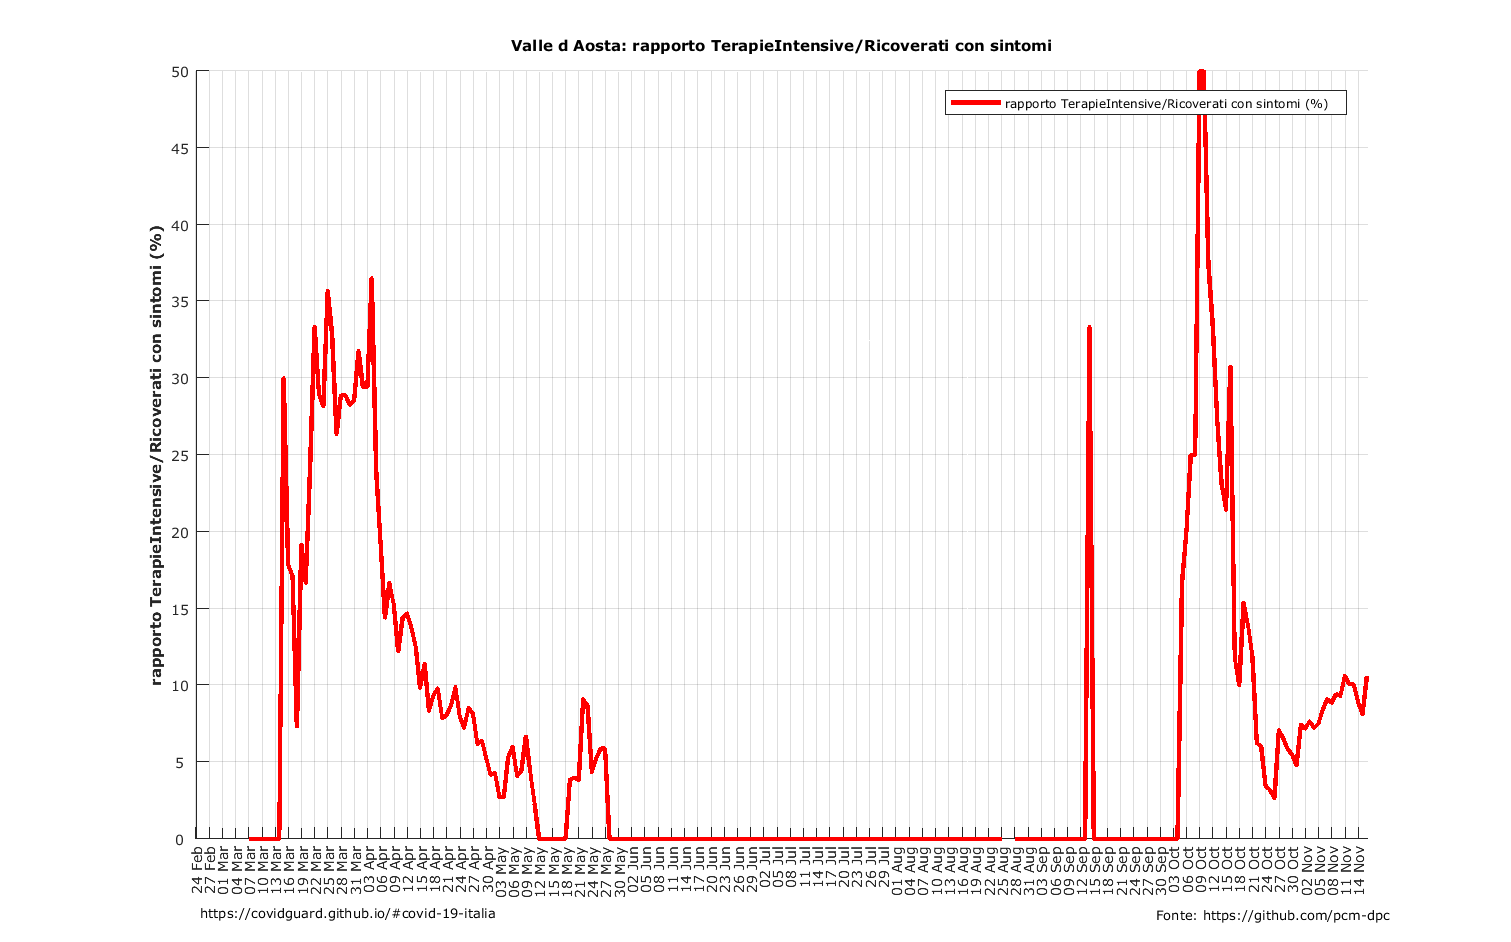 Valle d Aosta: rapporto TerapieIntensive/Ricoverati con sintomi
rapporto TerapieIntensive/Ricoverati con sintomi (%)
rapporto TerapieIntensive/Ricoverati con sintomi (%)
50
45
40
35
30
25
20
15
10
5
0
24 Feb
27 Feb
01 Mar
04 Mar
07 Mar
10 Mar
13 Mar
16 Mar
19 Mar
22 Mar
25 Mar
28 Mar
31 Mar
03 Apr
06 Apr
09 Apr
12 Apr
15 Apr
18 Apr
21 Apr
24 Apr
27 Apr
30 Apr
03 May
06 May
09 May
12 May
15 May
18 May
21 May
24 May
27 May
30 May
02 Jun
05 Jun
08 Jun
11 Jun
14 Jun
17 Jun
20 Jun
23 Jun
26 Jun
29 Jun
02 Jul
05 Jul
08 Jul
11 Jul
14 Jul
17 Jul
20 Jul
23 Jul
26 Jul
29 Jul
01 Aug
04 Aug
07 Aug
10 Aug
13 Aug
16 Aug
19 Aug
22 Aug
25 Aug
28 Aug
31 Aug
03 Sep
06 Sep
09 Sep
12 Sep
15 Sep
18 Sep
21 Sep
24 Sep
27 Sep
30 Sep
03 Oct
06 Oct
09 Oct
12 Oct
15 Oct
18 Oct
21 Oct
24 Oct
27 Oct
30 Oct
02 Nov
05 Nov
08 Nov
11 Nov
14 Nov
https://covidguard.github.io/#covid-19-italia
Fonte: https://github.com/pcm-dpc